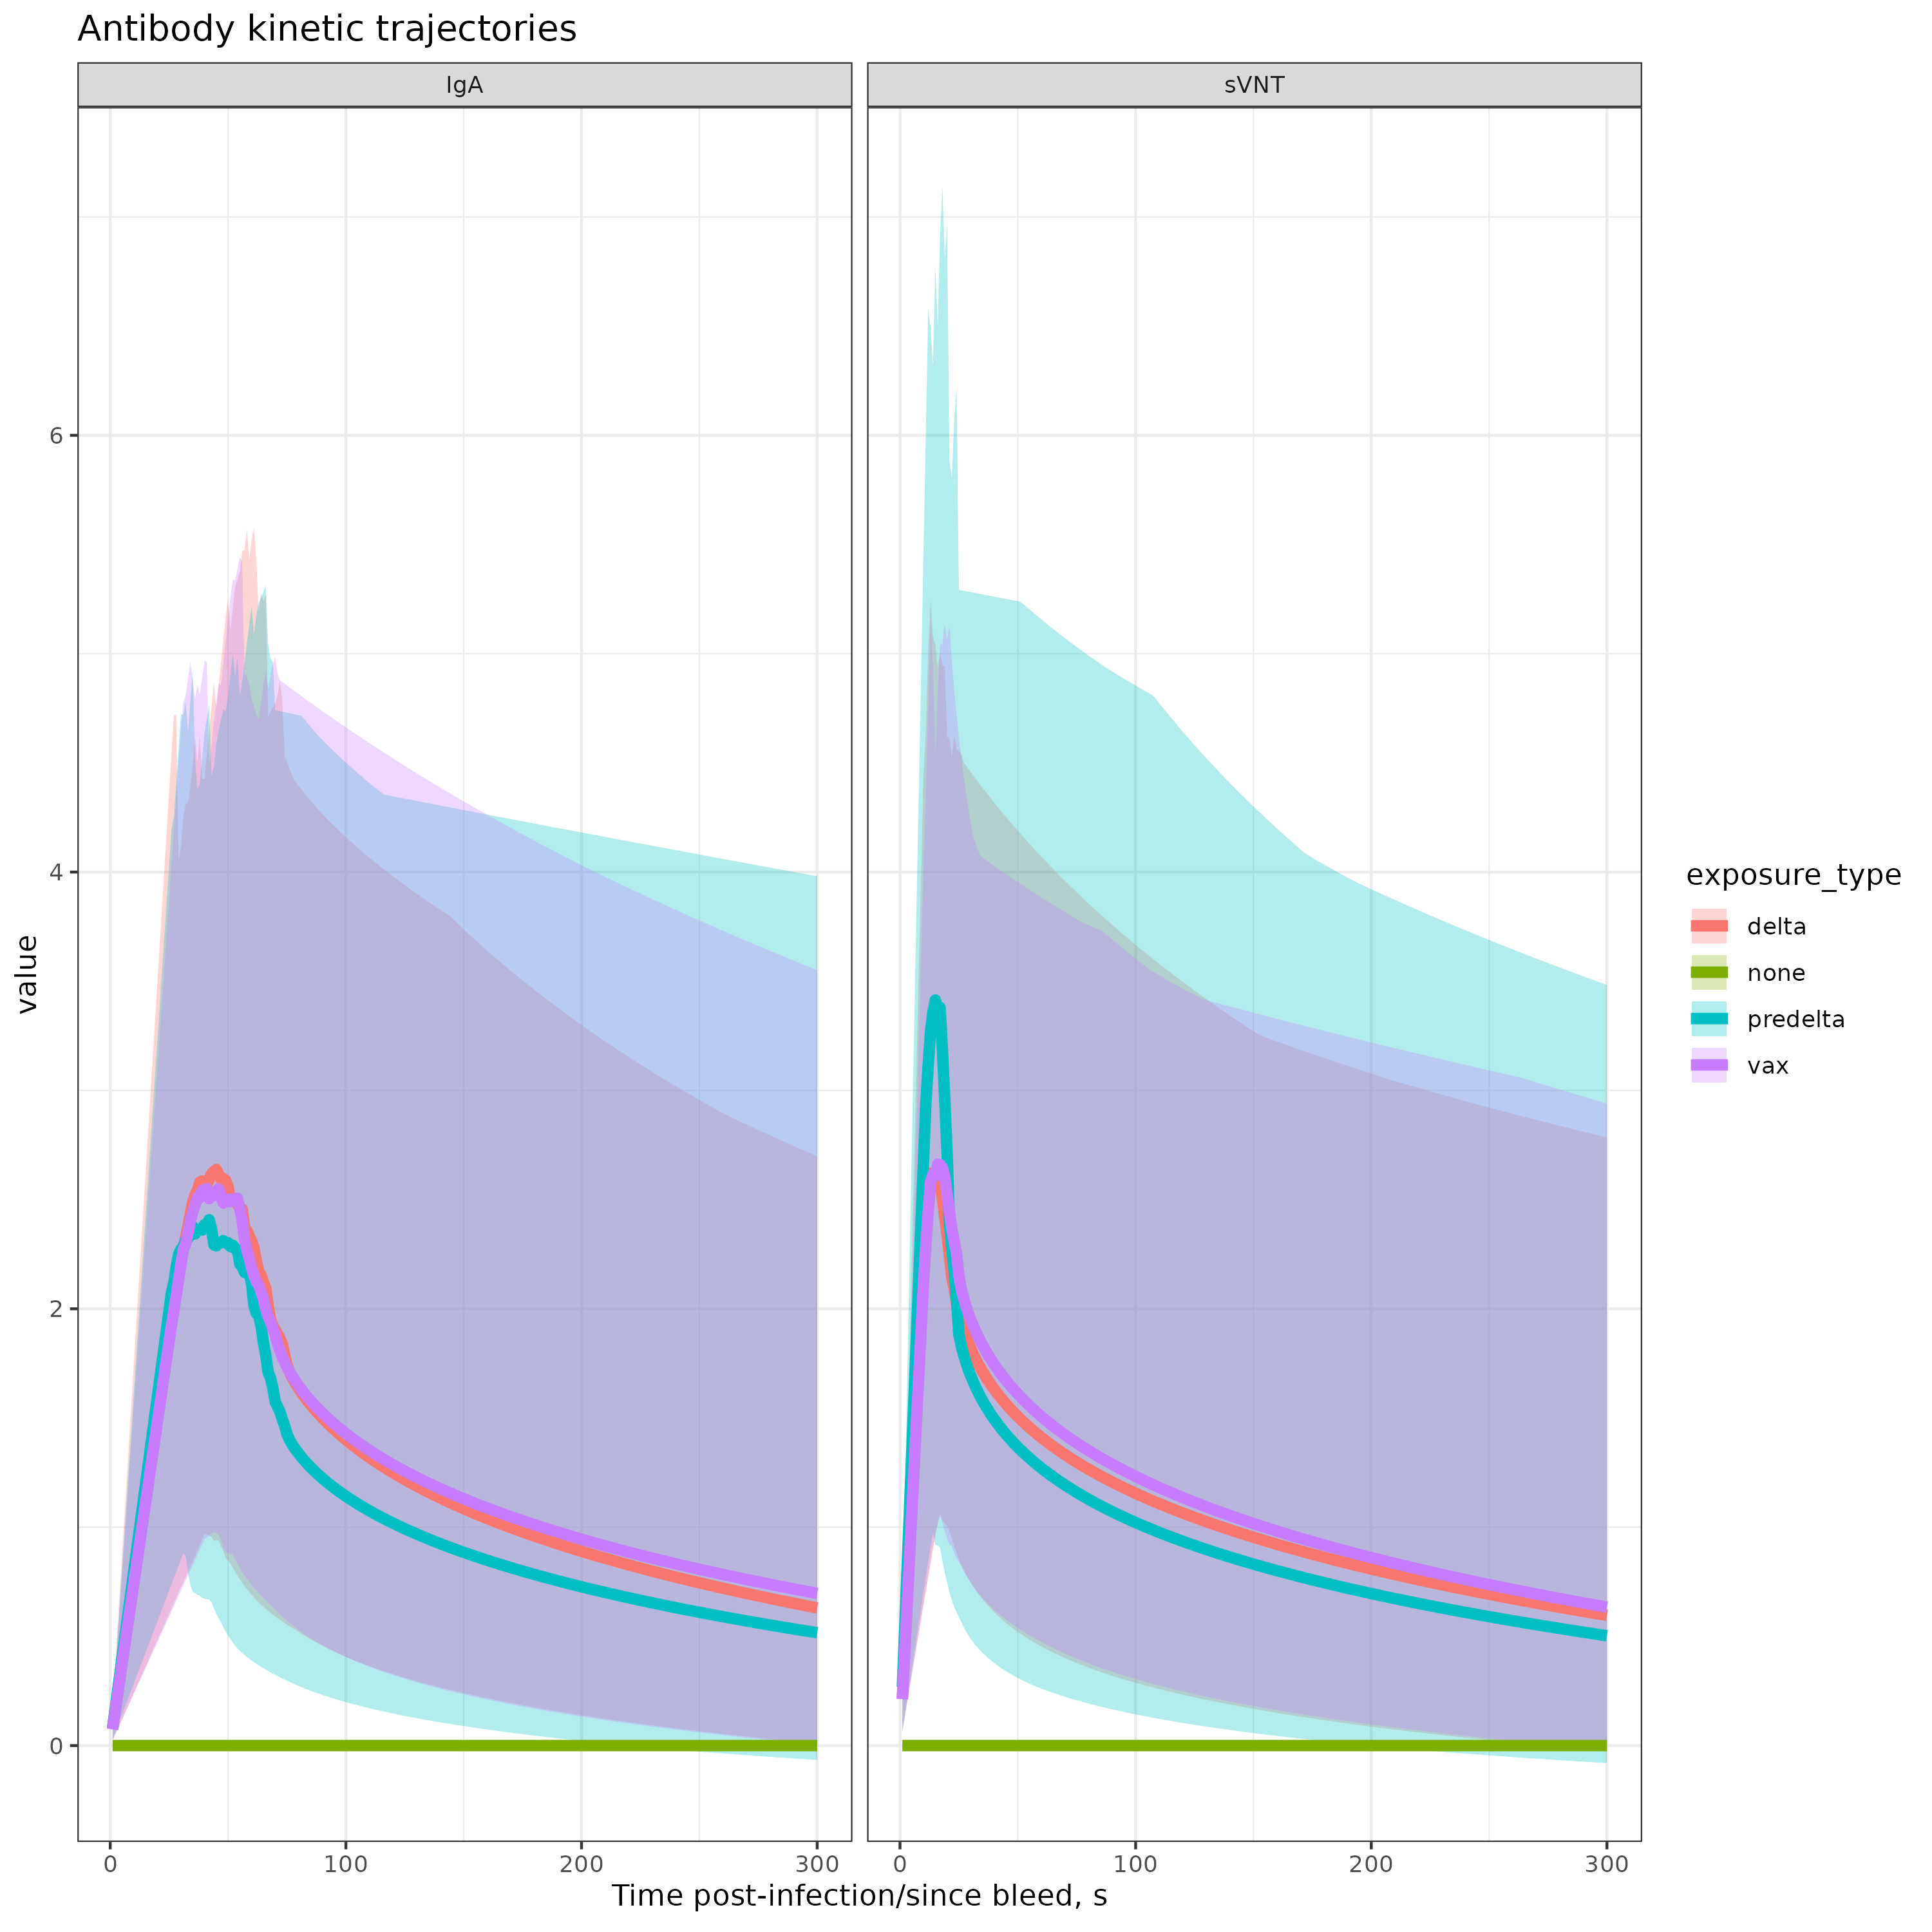 Antibody kinetic trajectories
IgA
sVNT
value
6
4
2
0
0
100
200
300
0
100
200
300
Time post-infection/since bleed, s
exposure_type
delta
none
predelta
vax